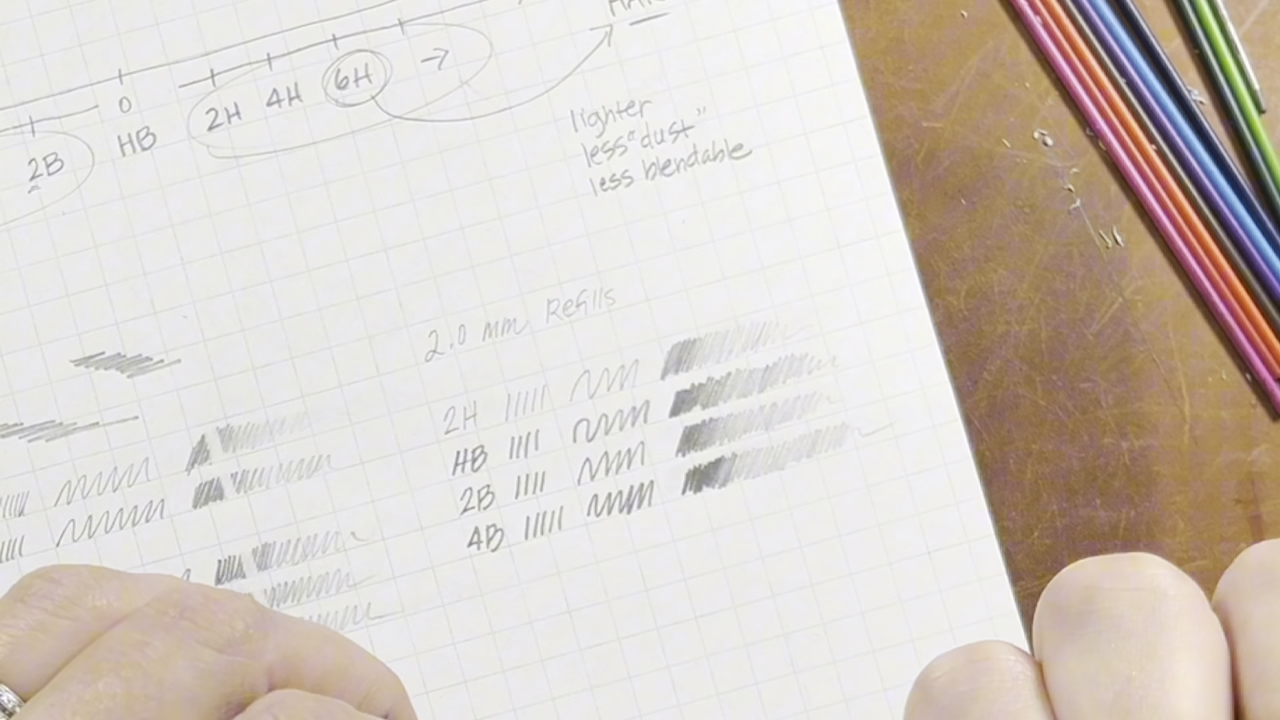 0
2B HB 2H 4H 6H →
lighter
less "dust"
less blendable
2.0 mm Refills
2H
HB
2B
4B